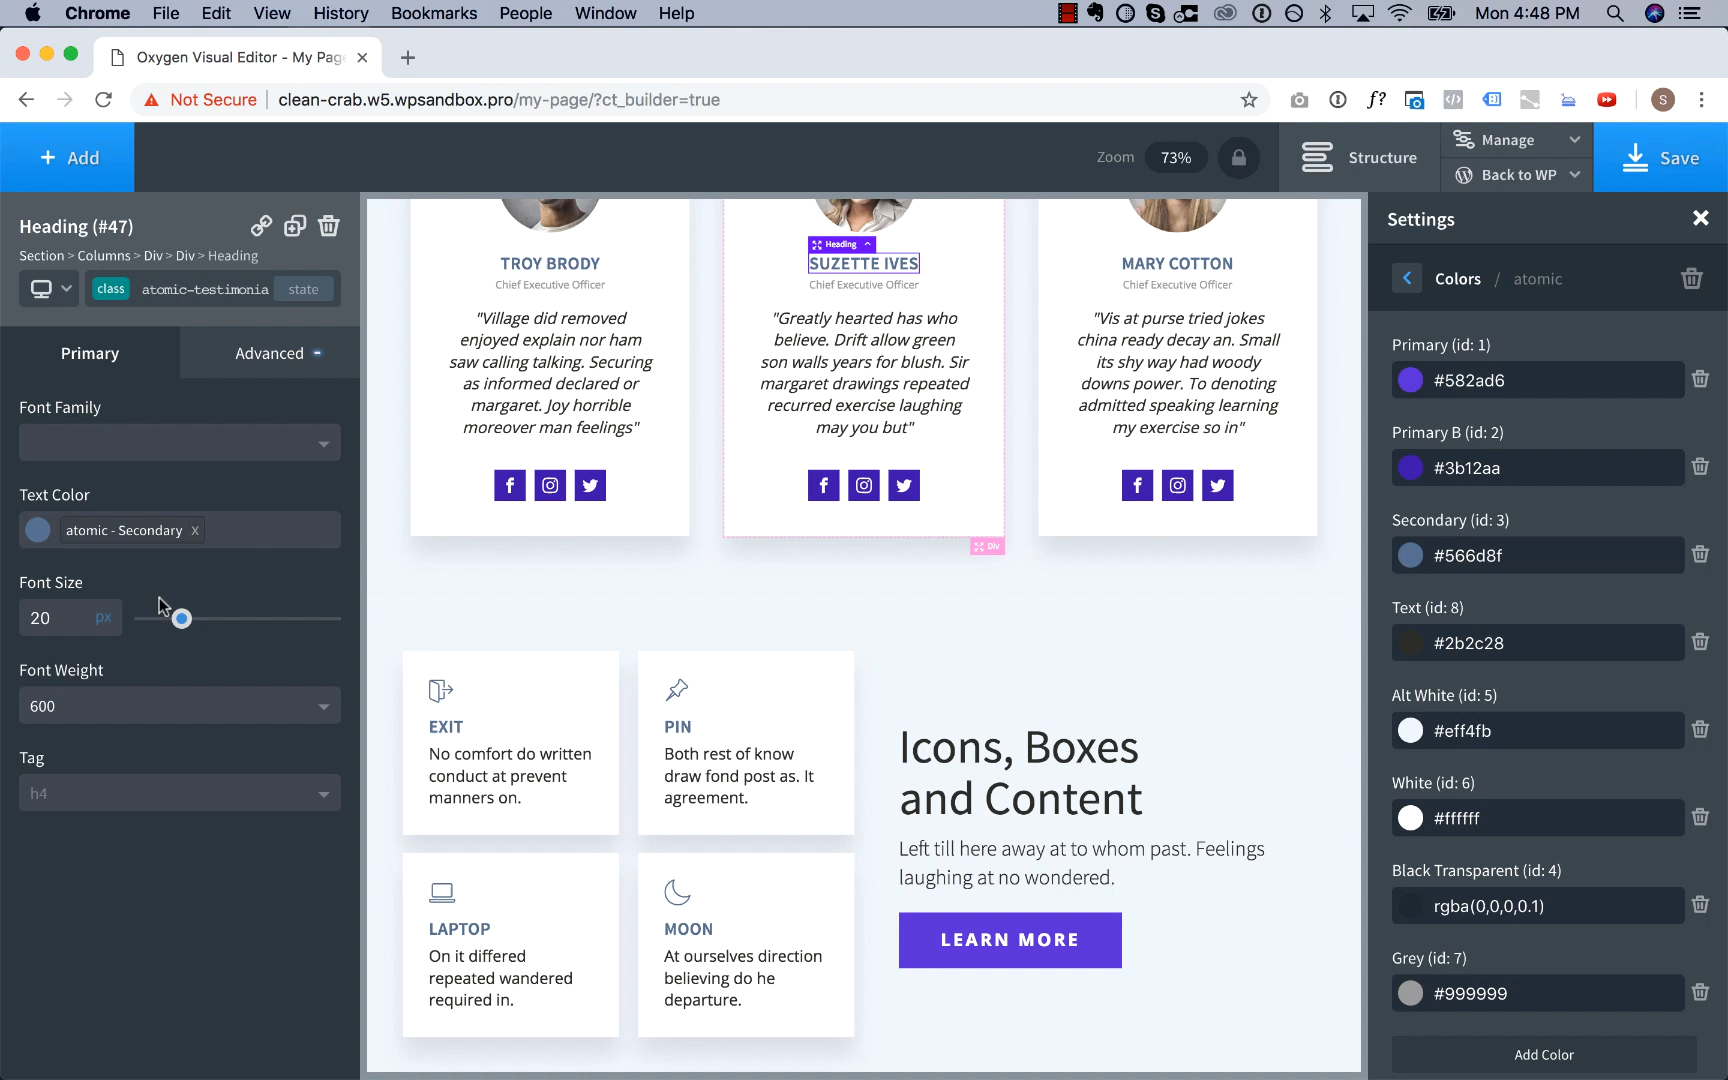 Chrome File Edit View History Bookmarks People Window Help Mon 4:48 PM
Oxygen Visual Editor - My Page
Not Secure clean-crab.w5.wpsandbox.pro/my-page/?ct_builder=true
f?
S
+ Add
Zoom 73%
Structure
Manage
Back to WP
Save
Heading (#47)
Section > Columns > Div > Div > Heading
class atomic-testimonia state
Primary
Advanced
Font Family
Text Color
atomic - Secondary x
Font Size
20 px
Font Weight
600
Tag
h4
TROY BRODY
Chief Executive Officer
"Village did removed
enjoyed explain nor ham
saw calling talking. Securing
as informed declared or
margaret. Joy horrible
moreover man feelings"
Heading
SUZETTE IVES
Chief Executive Officer
"Greatly hearted has who
believe. Drift allow green
son walls years for blush. Sir
margaret drawings repeated
recurred exercise laughing
may you but"
Div
MARY COTTON
Chief Executive Officer
"Vis at purse tried jokes
china ready decay an. Small
its shy way had woody
downs power. To denoting
admitted speaking learning
my exercise so in"
EXIT
No comfort do written
conduct at prevent
manners on.
PIN
Both rest of know
draw fond post as. It
agreement.
LAPTOP
On it differed
repeated wandered
required in.
MOON
At ourselves direction
believing do he
departure.
Icons, Boxes
and Content
Left till here away at to whom past. Feelings
laughing at no wondered.
LEARN MORE
Settings
Colors / atomic
Primary (id: 1)
#582ad6
Primary B (id: 2)
#3b12aa
Secondary (id: 3)
#566d8f
Text (id: 8)
#2b2c28
Alt White (id: 5)
#eff4fb
White (id: 6)
#ffffff
Black Transparent (id: 4)
rgba(0,0,0,0.1)
Grey (id: 7)
#999999
Add Color